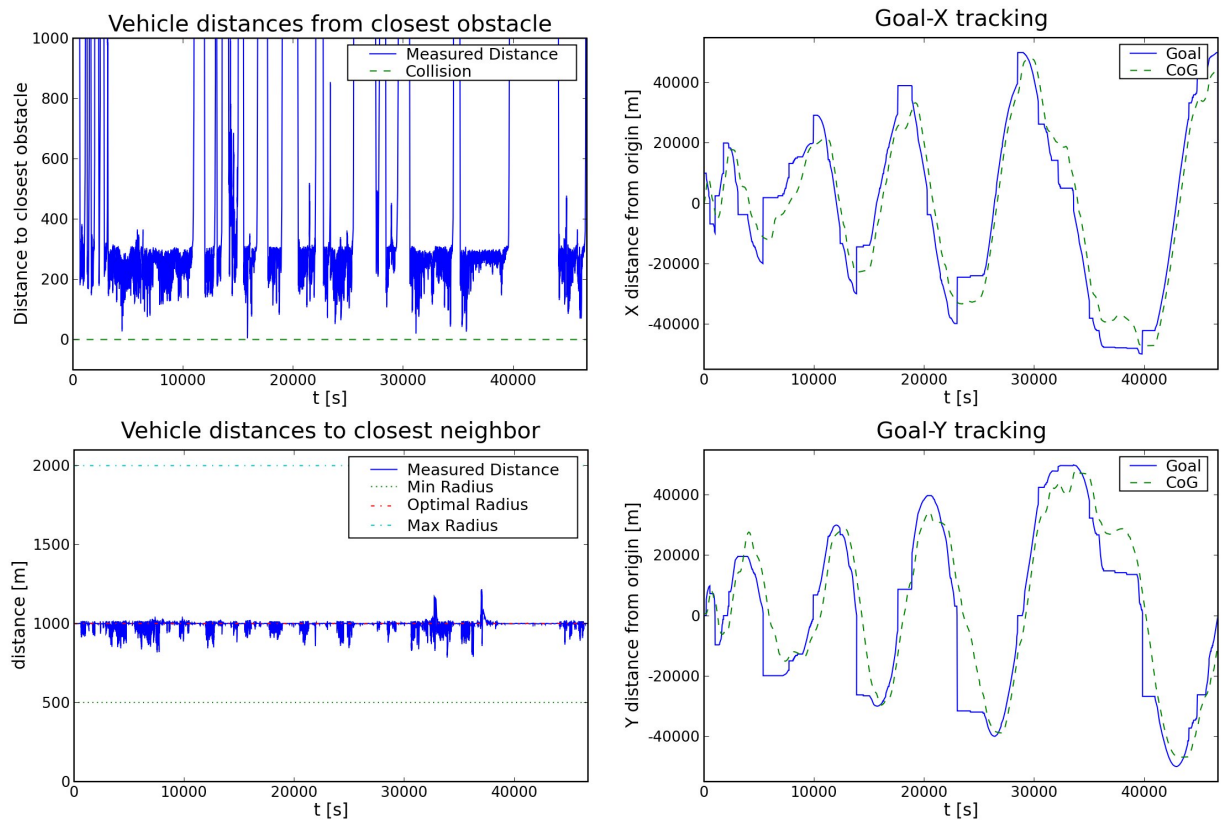 Vehicle distances from closest obstacle
1000
800
600
400
200
0
Distance to closest obstacle
Measured Distance
Collision
0
10000
20000
30000
40000
t [s]
Goal-X tracking
40000
20000
0
-20000
-40000
X distance from origin [m]
Goal
CoG
0
10000
20000
30000
40000
t [s]
Vehicle distances to closest neighbor
2000
1500
1000
500
0
distance [m]
Measured Distance
Min Radius
Optimal Radius
Max Radius
0
10000
20000
30000
40000
t [s]
Goal-Y tracking
40000
20000
0
-20000
-40000
Y distance from origin [m]
Goal
CoG
0
10000
20000
30000
40000
t [s]